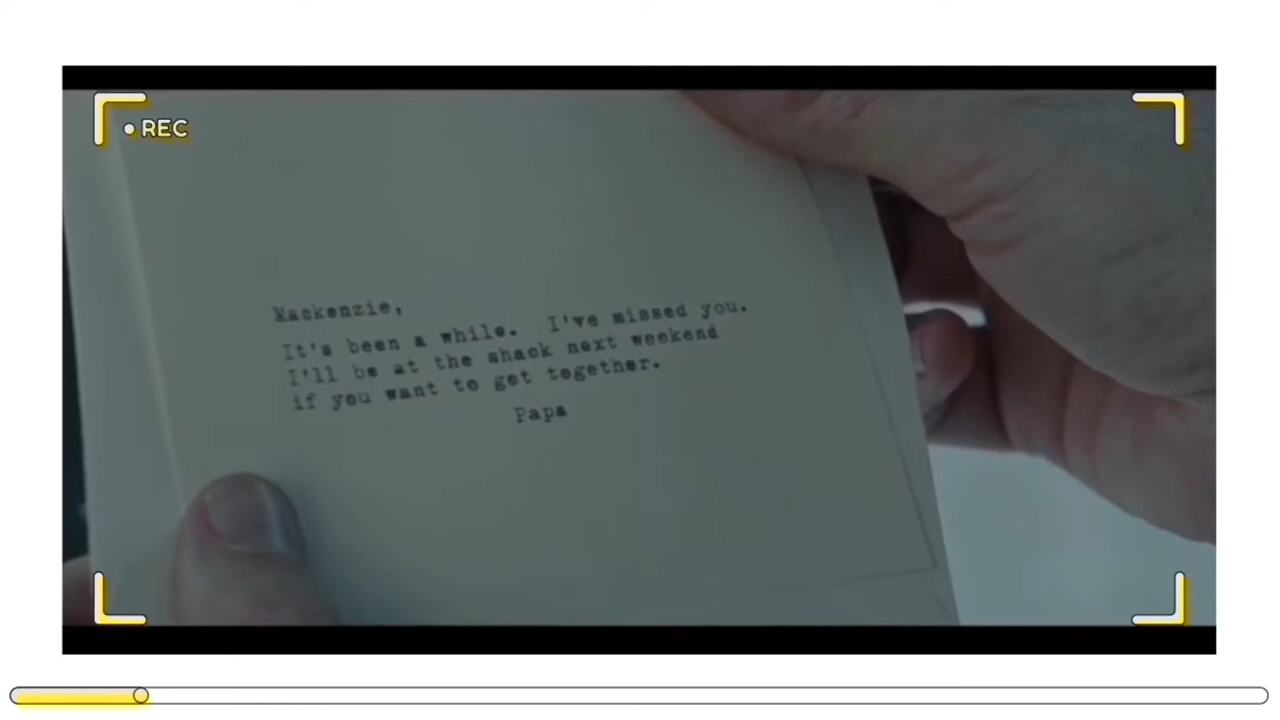 REC
Mackenzie,
It's been a while. I've missed you.
I'll be at the shack next weekend
if you want to get together.
Papa